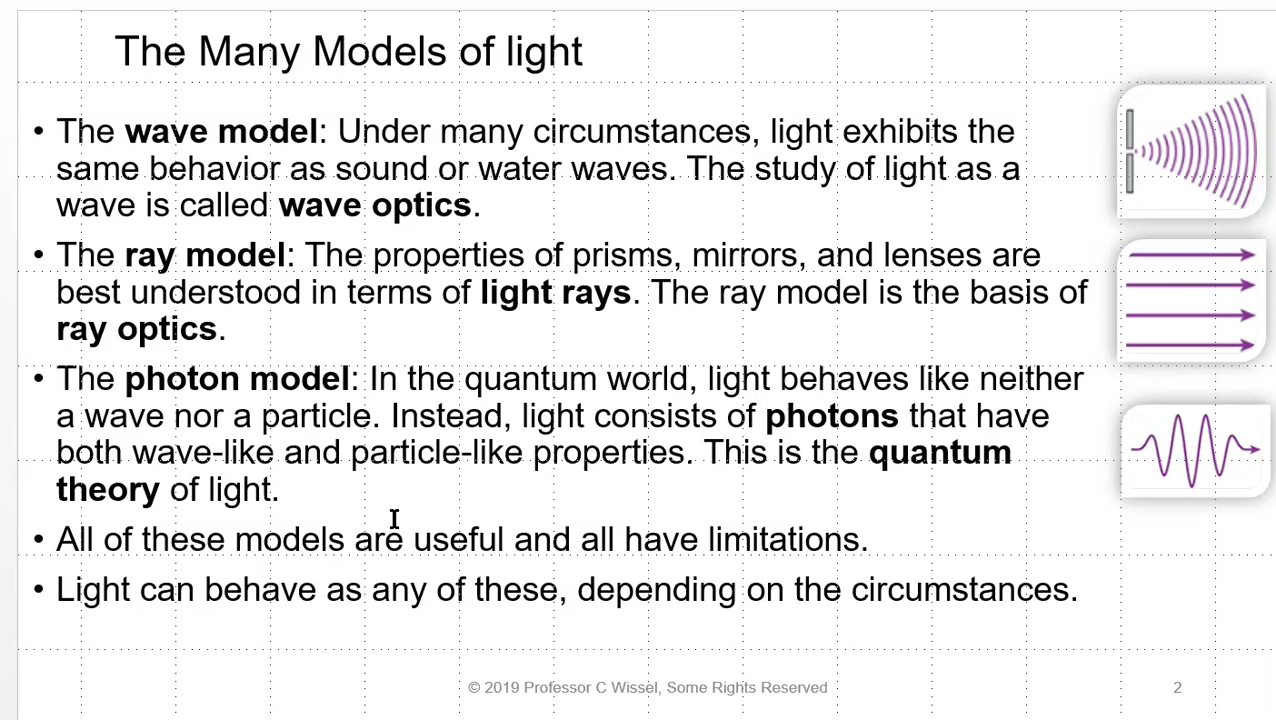 The Many Models of light
• The wave model: Under many circumstances, light exhibits the
same behavior as sound or water waves. The study of light as a
wave is called wave optics.
• The ray model: The properties of prisms, mirrors, and lenses are
best understood in terms of light rays. The ray model is the basis of
ray optics.
• The photon model: In the quantum world, light behaves like neither
a wave nor a particle. Instead, light consists of photons that have
both wave-like and particle-like properties. This is the quantum
theory of light.
• All of these models are useful and all have limitations.
• Light can behave as any of these, depending on the circumstances.
© 2019 Professor C Wissel, Some Rights Reserved
2